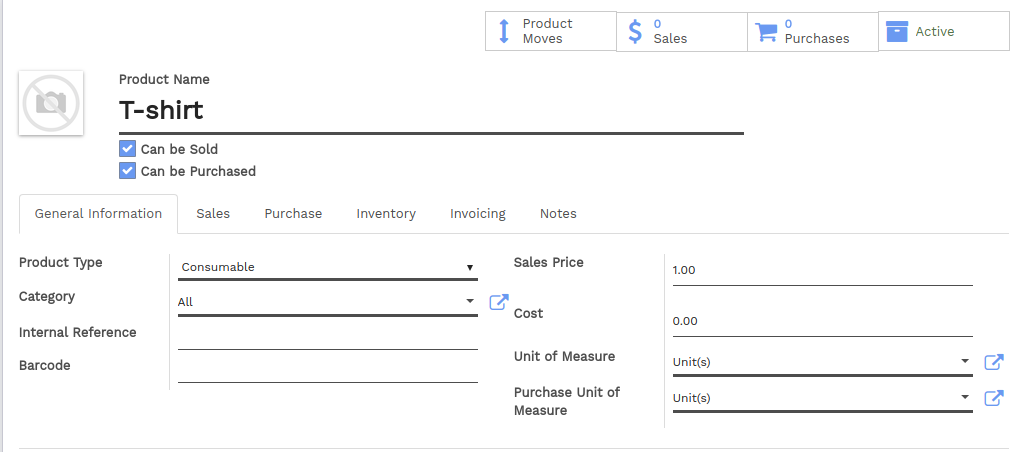 Product
Moves
0
Sales
0
Purchases
Active
Product Name
T-shirt
Can be Sold
Can be Purchased
General Information Sales Purchase Inventory Invoicing Notes
Product Type Consumable
Category All
Internal Reference
Barcode
Sales Price 1.00
Cost 0.00
Unit of Measure Unit(s)
Purchase Unit of
Measure Unit(s)